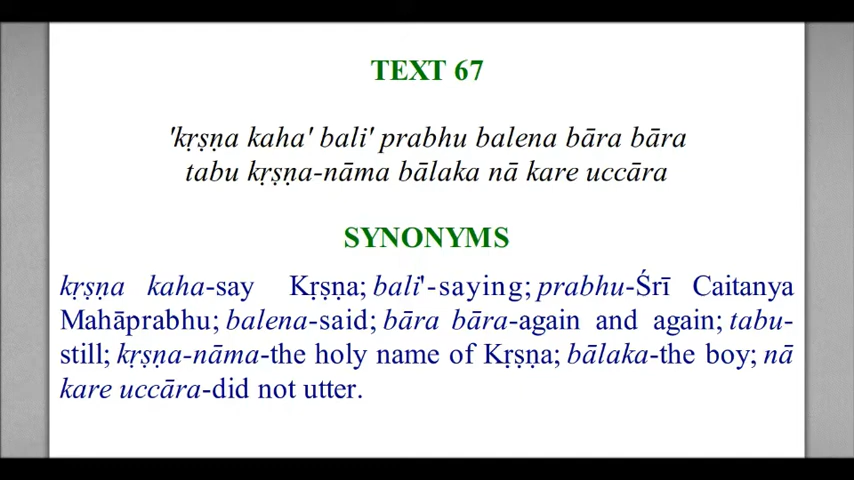 TEXT 67
'kṛṣṇa kaha' bali' prabhu balena bāra bāra
tabu kṛṣṇa-nāma bālaka nā kare uccāra
SYNONYMS
kṛṣṇa kaha-say Kṛṣṇa; bali'-saying; prabhu-Śrī Caitanya
Mahāprabhu; balena-said; bāra bāra-again and again; tabu-
still; kṛṣṇa-nāma-the holy name of Kṛṣṇa; bālaka-the boy; nā
kare uccāra-did not utter.